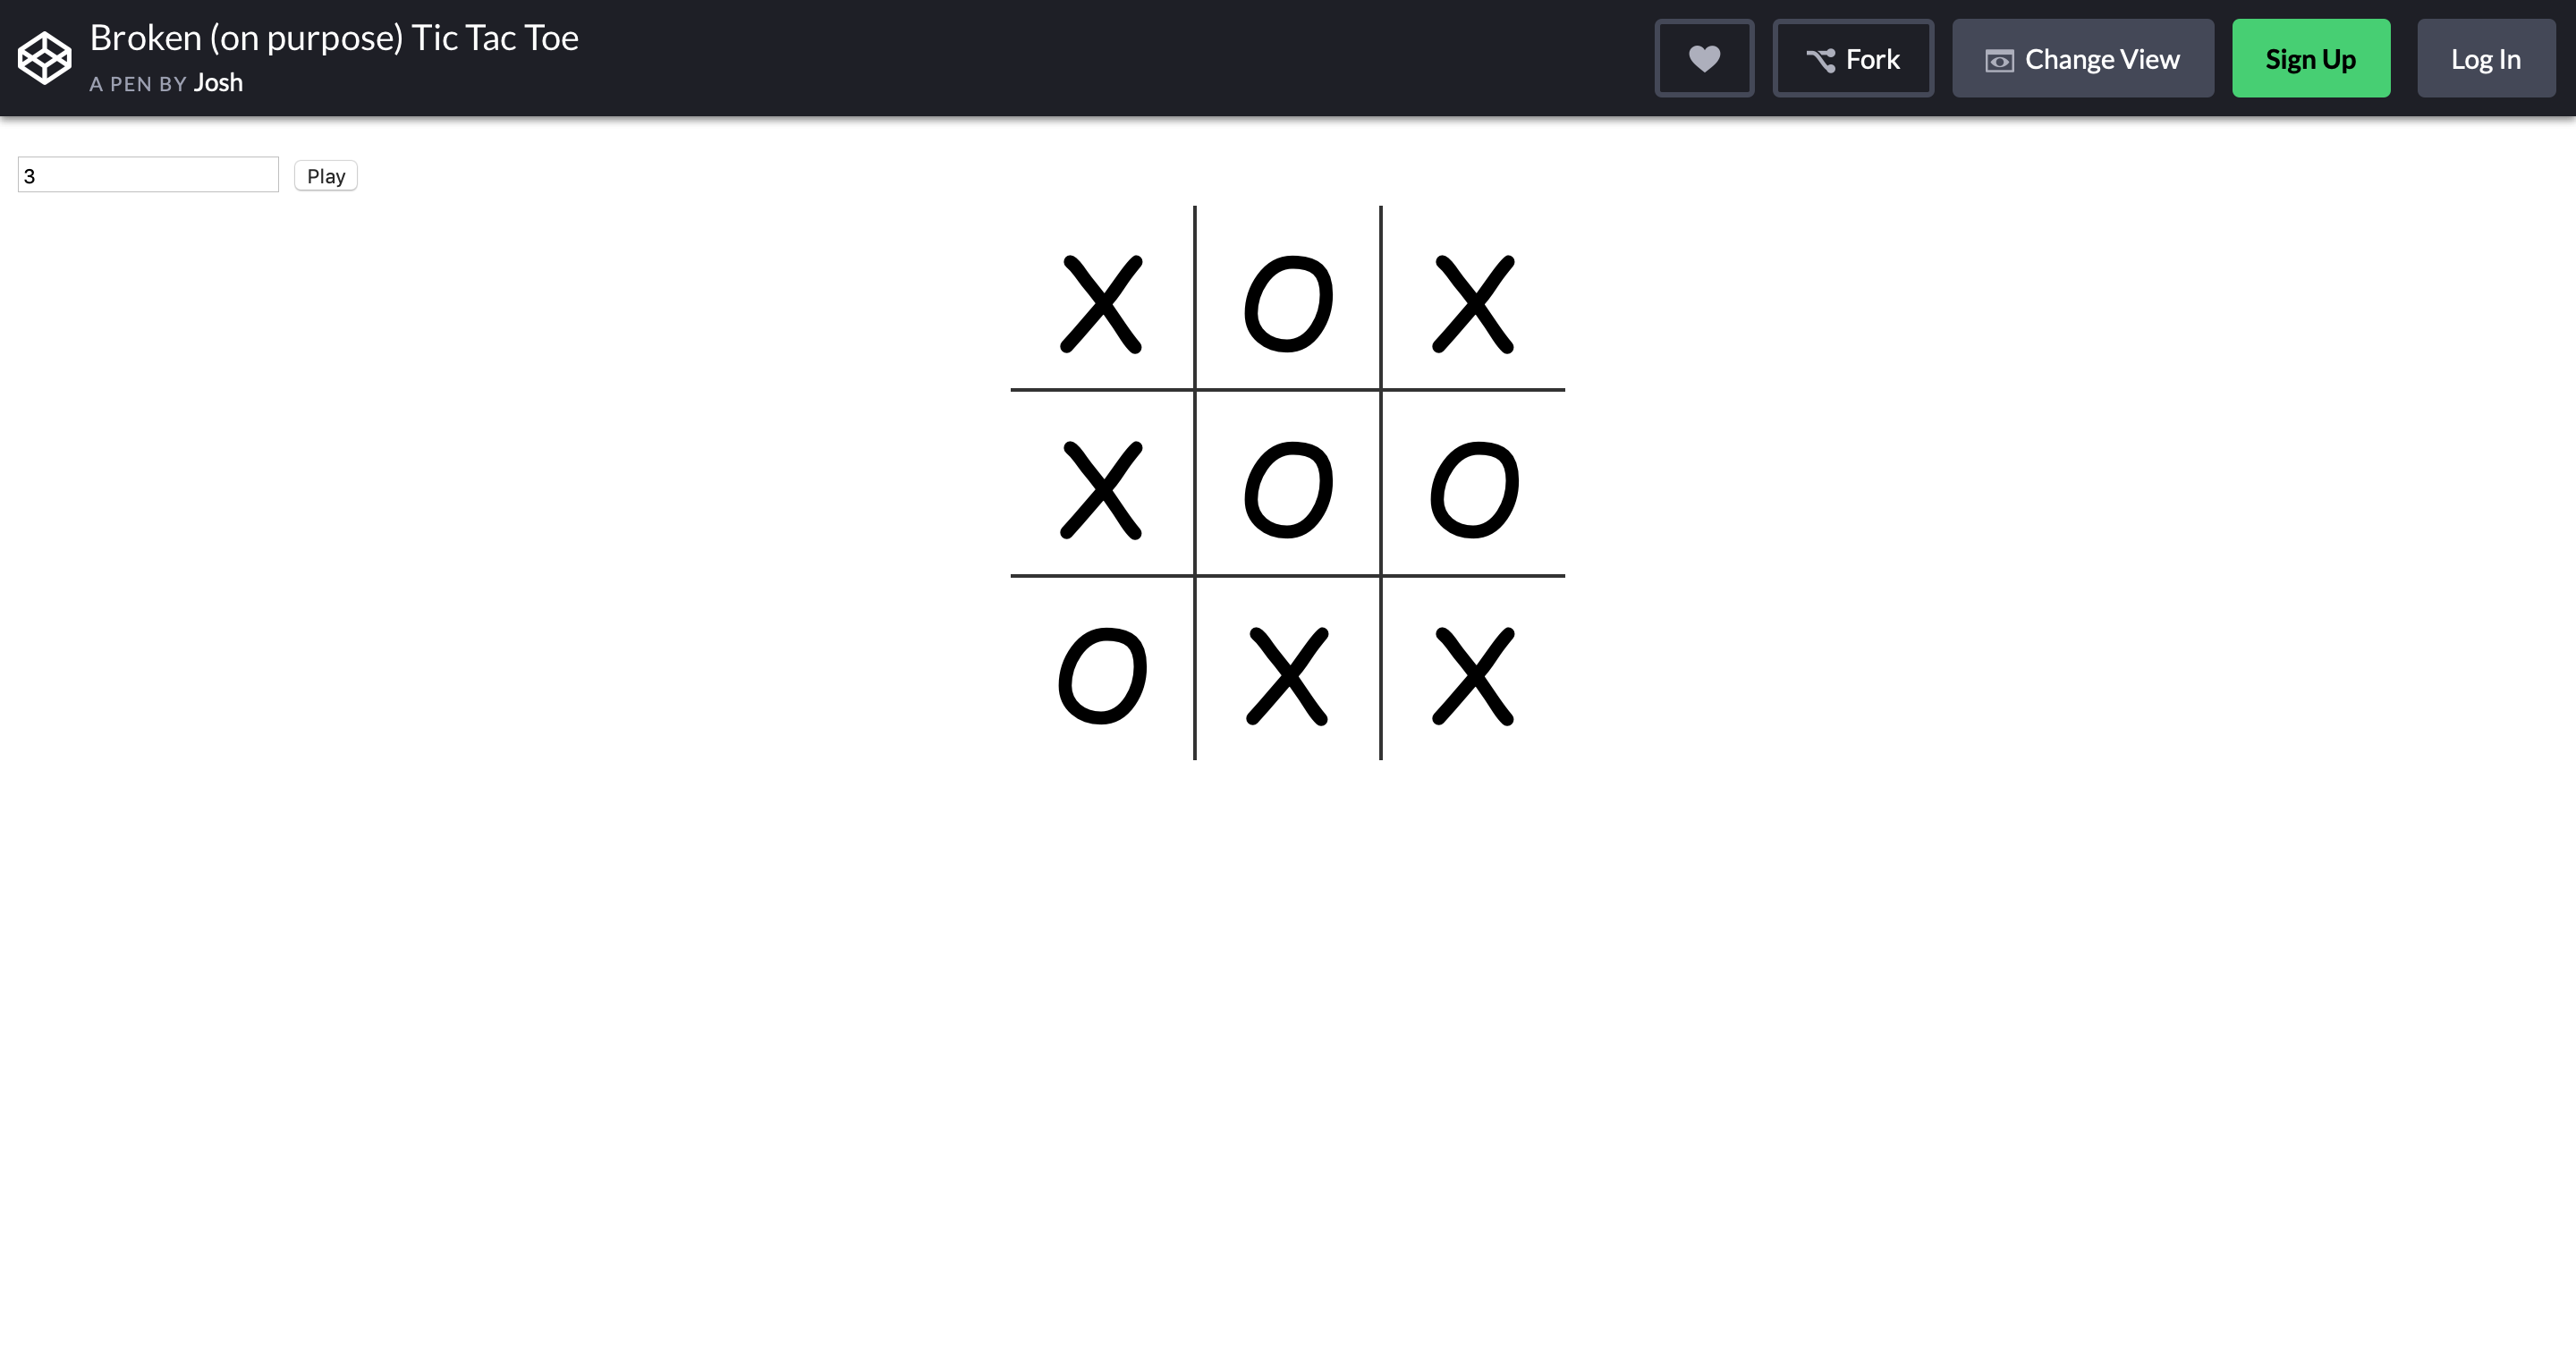 Broken (on purpose) Tic Tac Toe
A PEN BY Josh
Fork
Change View
Sign Up
Log In
3
Play
X O X
X O O
O X X